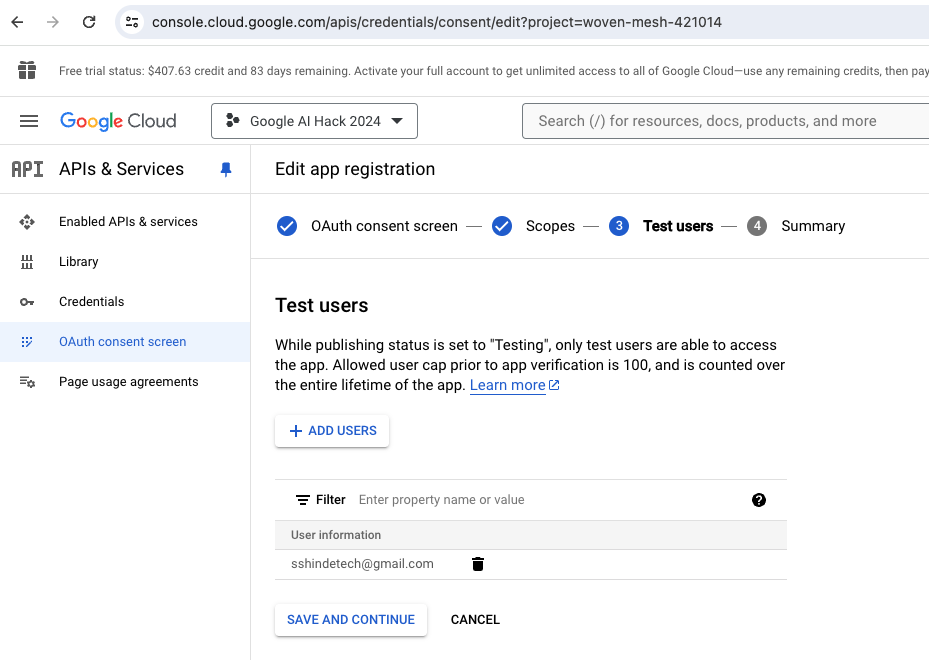 console.cloud.google.com/apis/credentials/consent/edit?project=woven-mesh-421014
Free trial status: $407.63 credit and 83 days remaining. Activate your full account to get unlimited access to all of Google Cloud—use any remaining credits, then pay
Google Cloud
Google AI Hack 2024
Search (/) for resources, docs, products, and more
API APIs & Services
Edit app registration
Enabled APIs & services
Library
Credentials
OAuth consent screen
Page usage agreements
OAuth consent screen — Scopes — 3 Test users — 4 Summary
Test users
While publishing status is set to "Testing", only test users are able to access
the app. Allowed user cap prior to app verification is 100, and is counted over
the entire lifetime of the app. Learn more
+ ADD USERS
Filter Enter property name or value ?
User information
sshindetech@gmail.com
SAVE AND CONTINUE CANCEL